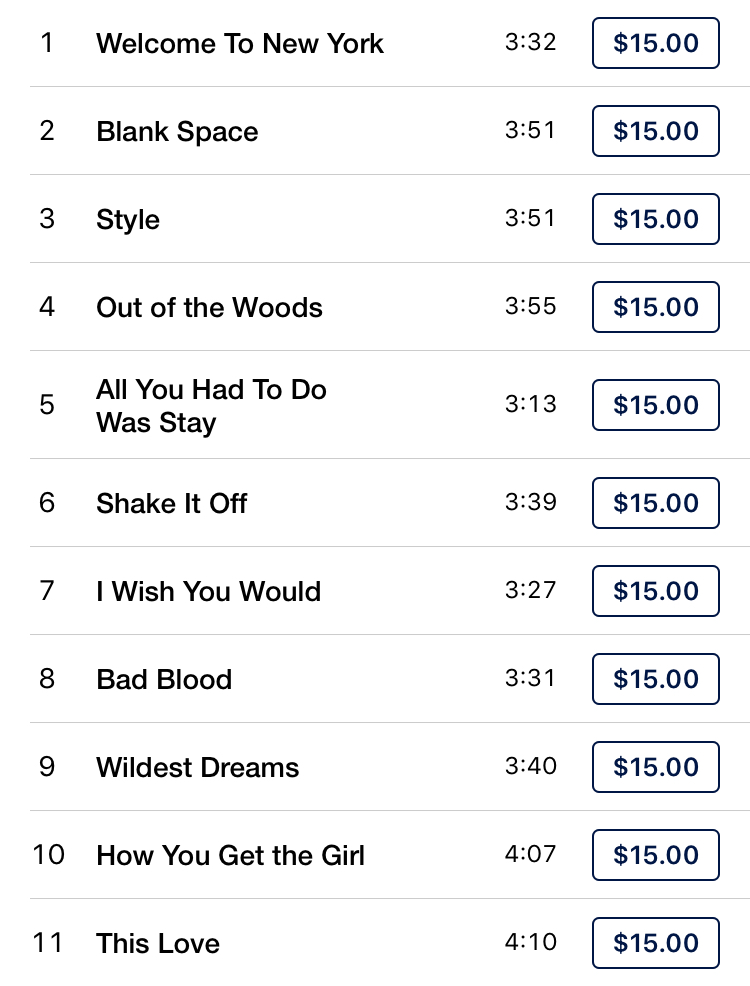 1 Welcome To New York 3:32 $15.00
2 Blank Space 3:51 $15.00
3 Style 3:51 $15.00
4 Out of the Woods 3:55 $15.00
5 All You Had To Do
Was Stay 3:13 $15.00
6 Shake It Off 3:39 $15.00
7 I Wish You Would 3:27 $15.00
8 Bad Blood 3:31 $15.00
9 Wildest Dreams 3:40 $15.00
10 How You Get the Girl 4:07 $15.00
11 This Love 4:10 $15.00